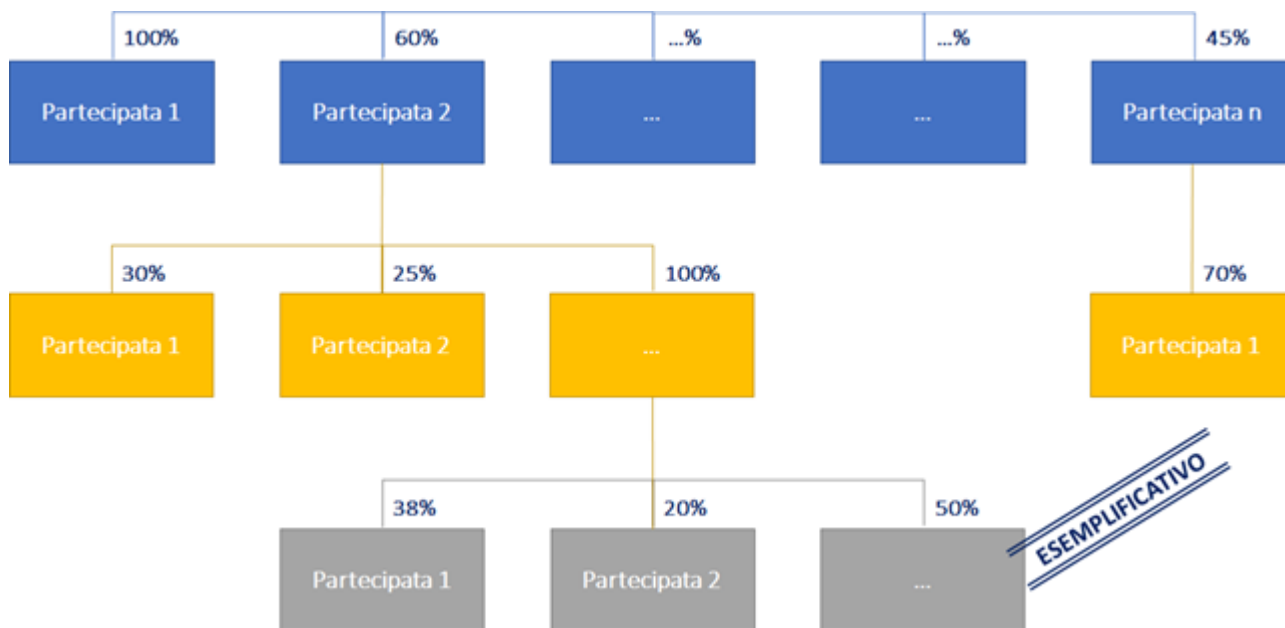 100%
60%
...%
...%
45%
Partecipata 1
Partecipata 2
...
...
Partecipata n
30%
25%
100%
70%
Partecipata 1
Partecipata 2
...
Partecipata 1
ESEMPLIFICATIVO
38%
20%
50%
Partecipata 1
Partecipata 2
...